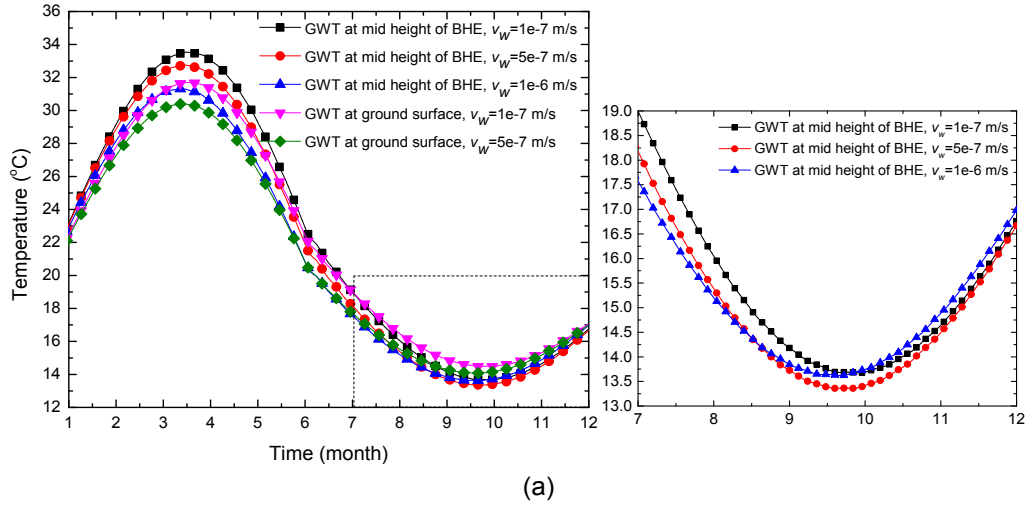 GWT at mid height of BHE, vW=1e-7 m/s
GWT at mid height of BHE, vW=5e-7 m/s
GWT at mid height of BHE, vW=1e-6 m/s
GWT at ground surface, vW=1e-7 m/s
GWT at ground surface, vW=5e-7 m/s
Temperature (°C)
36
34
32
30
28
26
24
22
20
18
16
14
12
1 2 3 4 5 6 7 8 9 10 11 12
Time (month)
GWT at mid height of BHE, vw=1e-7 m/s
GWT at mid height of BHE, vw=5e-7 m/s
GWT at mid height of BHE, vw=1e-6 m/s
19.0
18.5
18.0
17.5
17.0
16.5
16.0
15.5
15.0
14.5
14.0
13.5
13.0
7 8 9 10 11 12
(a)